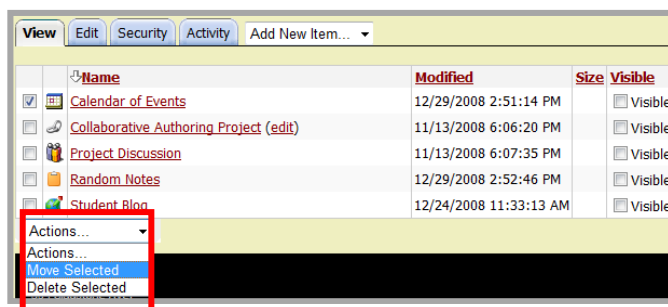 View Edit Security Activity Add New Item...
Name Modified Size Visible
Calendar of Events 12/29/2008 2:51:14 PM Visible
Collaborative Authoring Project (edit) 11/13/2008 6:06:20 PM Visible
Project Discussion 11/13/2008 6:07:35 PM Visible
Random Notes 12/29/2008 2:52:46 PM Visible
Student Blog 12/24/2008 11:33:13 AM Visible
Actions...
Actions...
Move Selected
Delete Selected